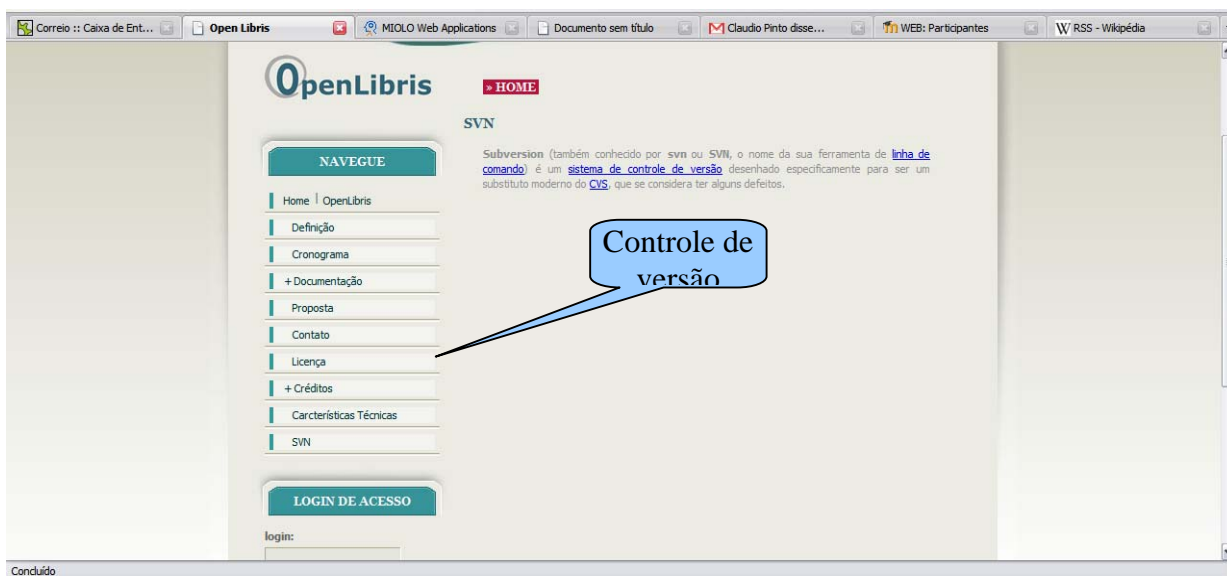 Correio :: Caixa de Ent... Open Libris MIOLO Web Applications Documento sem título Claudio Pinto disse... WEB: Participantes RSS - Wikipédia
OpenLibris
» HOME
SVN
NAVEGUE
Subversion (também conhecido por svn ou SVN, o nome da sua ferramenta de linha de
comando) é um sistema de controle de versão desenhado especificamente para ser um
substituto moderno do CVS, que se considera ter alguns defeitos.
Home | OpenLibris
Definição
Cronograma
+ Documentação
Proposta
Contato
Licença
+ Créditos
Carcterísticas Técnicas
SVN
Controle de
versão
LOGIN DE ACESSO
login:
Concluído